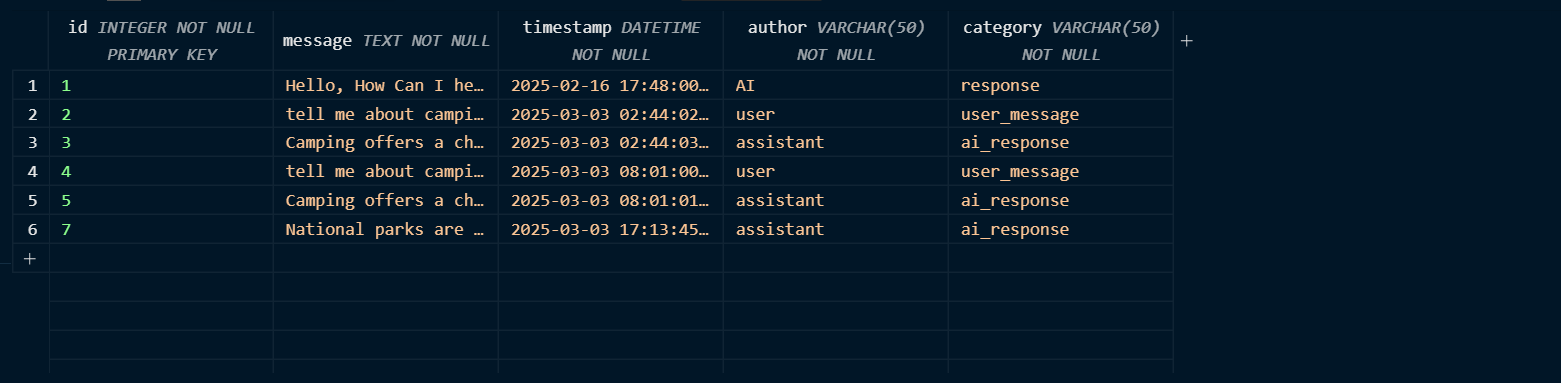 id INTEGER NOT NULL PRIMARY KEY message TEXT NOT NULL timestamp DATETIME NOT NULL author VARCHAR(50) NOT NULL category VARCHAR(50) NOT NULL +
1 1 Hello, How Can I he… 2025-02-16 17:48:00… AI response
2 2 tell me about campi… 2025-03-03 02:44:02… user user_message
3 3 Camping offers a ch… 2025-03-03 02:44:03… assistant ai_response
4 4 tell me about campi… 2025-03-03 08:01:00… user user_message
5 5 Camping offers a ch… 2025-03-03 08:01:01… assistant ai_response
6 7 National parks are … 2025-03-03 17:13:45… assistant ai_response
+